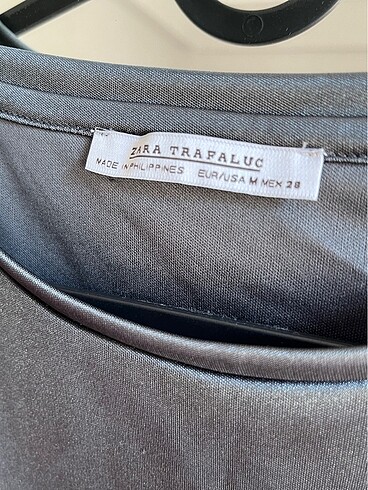 ZARA TRAFALUC
MADE IN PHILIPPINES EUR/USA M MEX 28